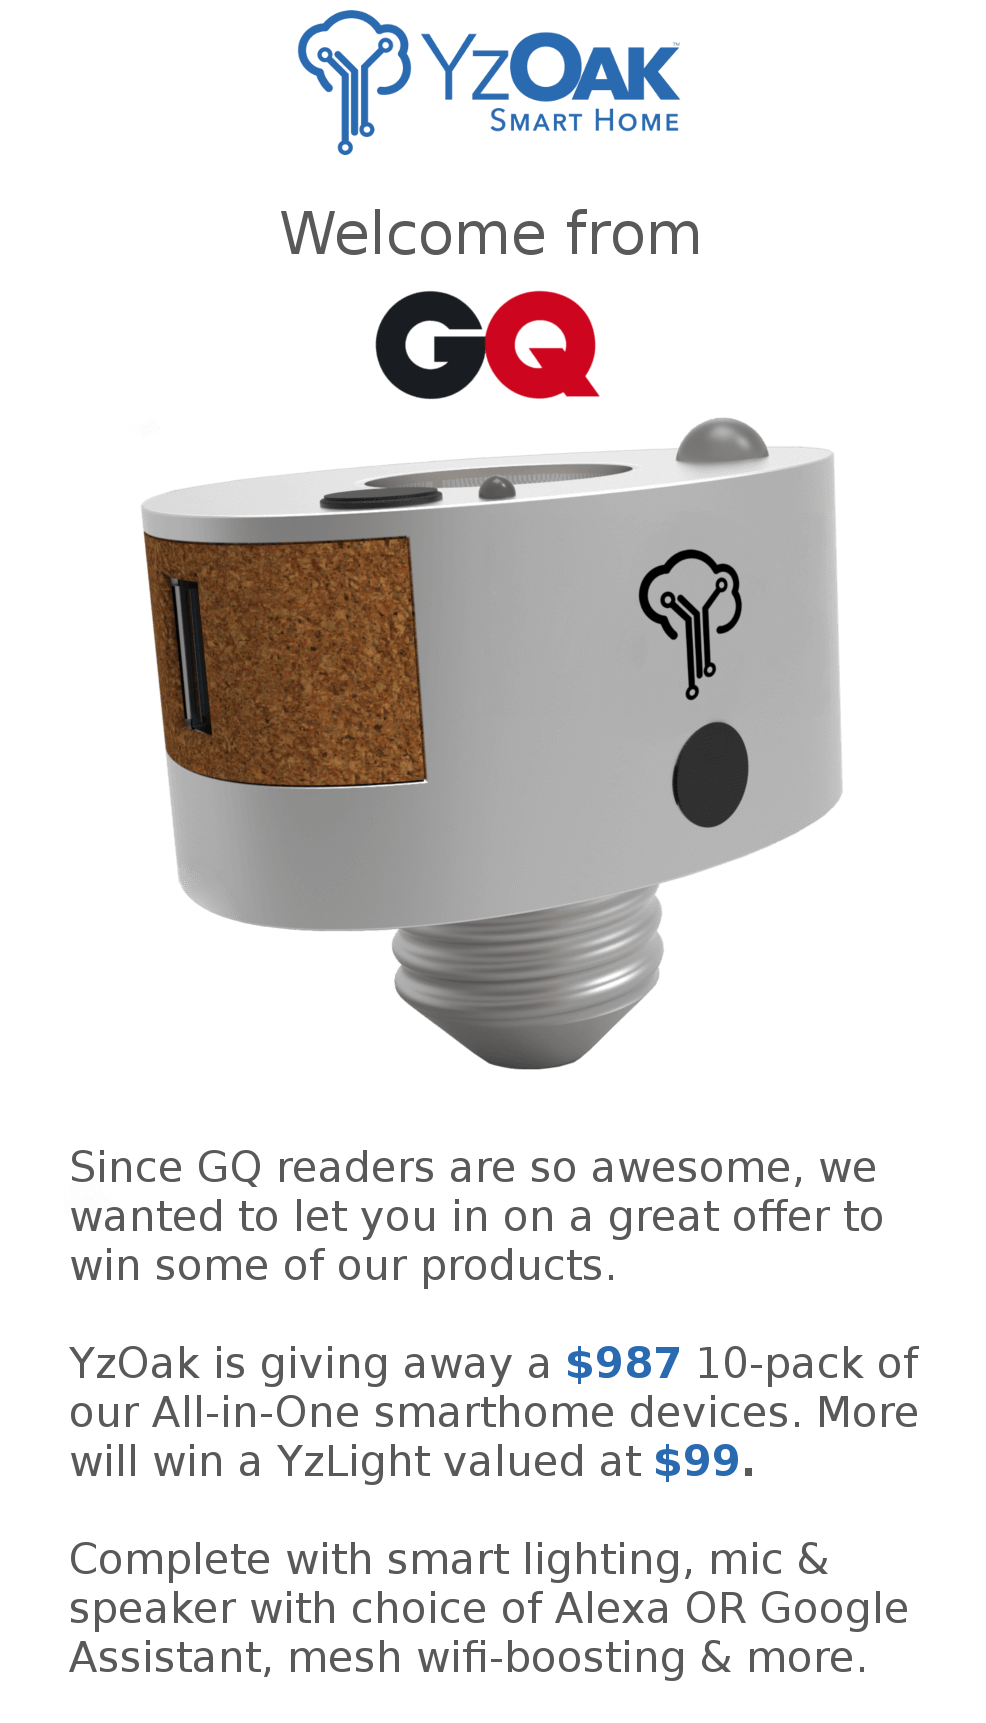 YzOAK™
SMART HOME
Welcome from
GQ
Since GQ readers are so awesome, we
wanted to let you in on a great offer to
win some of our products.
YzOak is giving away a $987 10-pack of
our All-in-One smarthome devices. More
will win a YzLight valued at $99.
Complete with smart lighting, mic &
speaker with choice of Alexa OR Google
Assistant, mesh wifi-boosting & more.